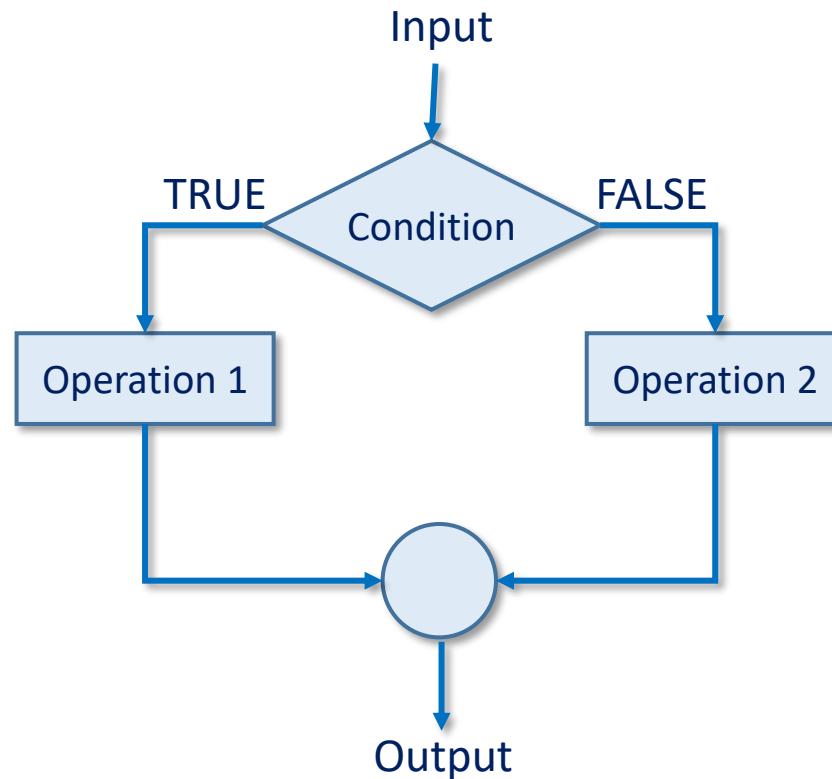 Input
TRUE
FALSE
Condition
Operation 1
Operation 2
Output